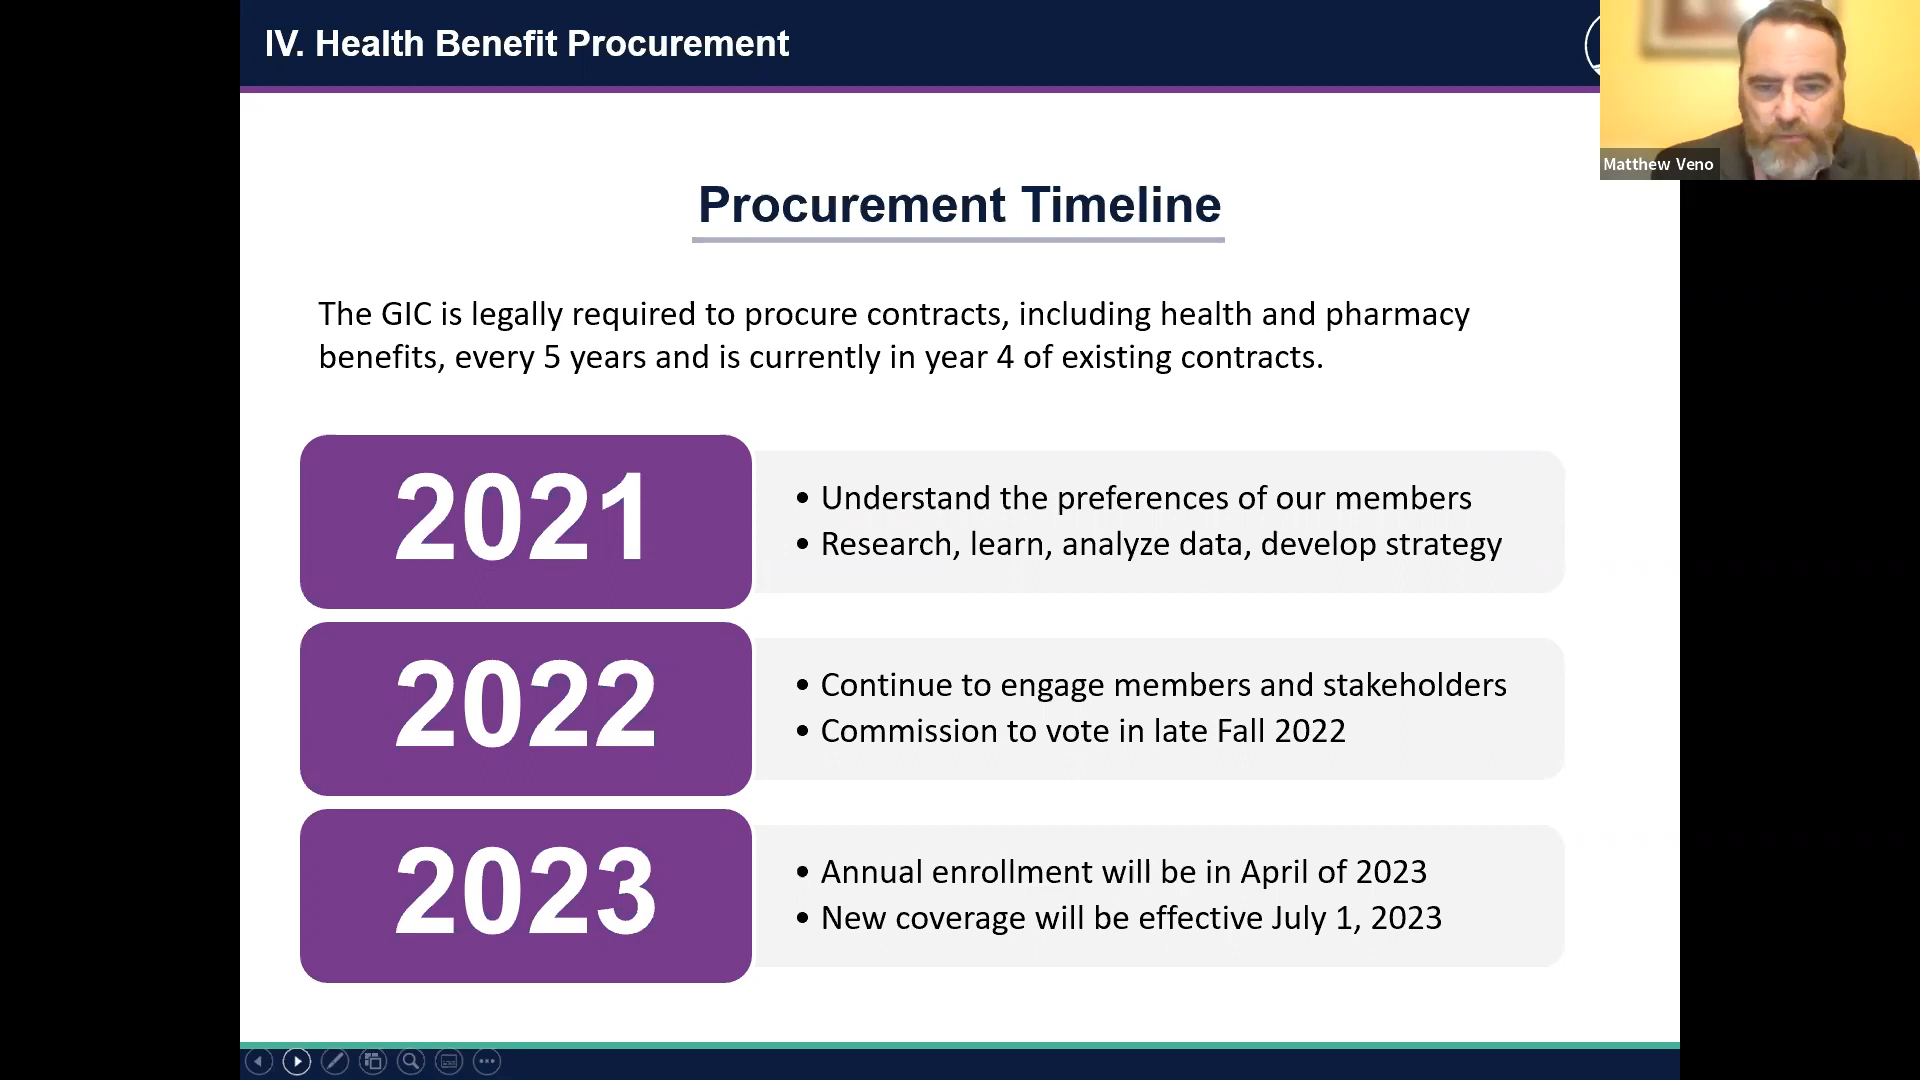 IV. Health Benefit Procurement
Matthew Veno
Procurement Timeline
The GIC is legally required to procure contracts, including health and pharmacy
benefits, every 5 years and is currently in year 4 of existing contracts.
2021
• Understand the preferences of our members
• Research, learn, analyze data, develop strategy
2022
• Continue to engage members and stakeholders
• Commission to vote in late Fall 2022
2023
• Annual enrollment will be in April of 2023
• New coverage will be effective July 1, 2023